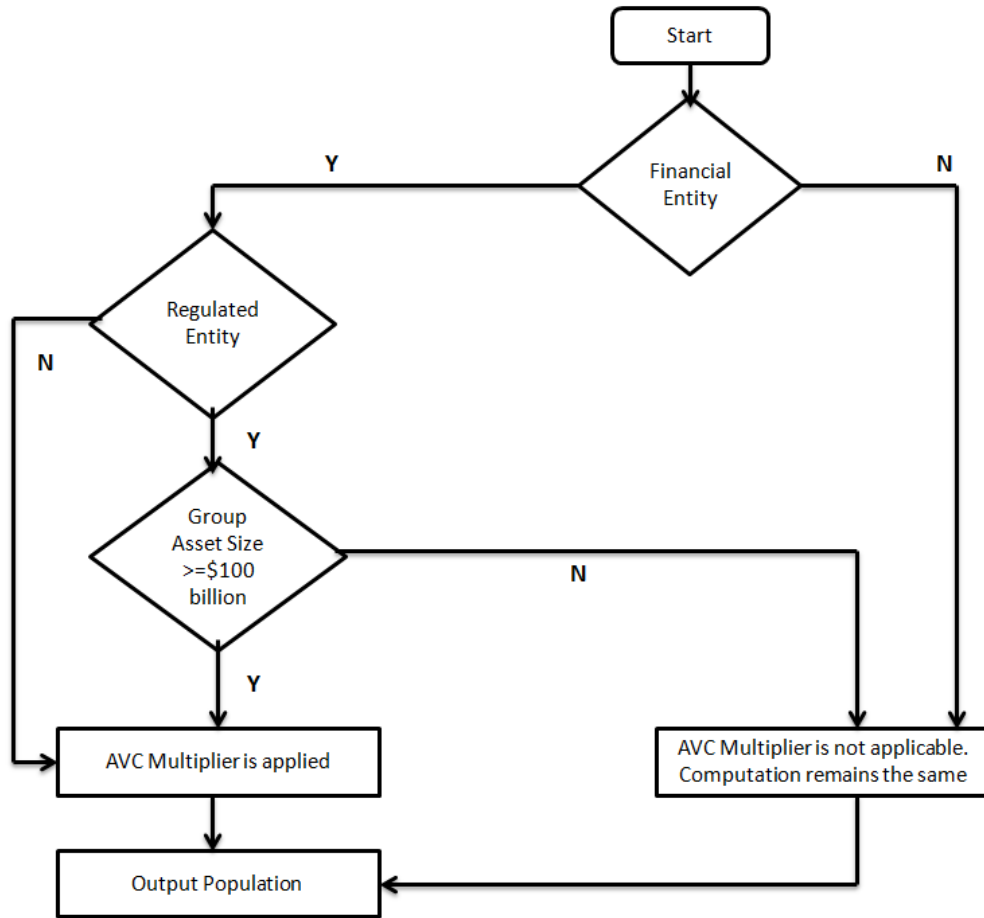 Start
Financial
Entity
Y
N
Regulated
Entity
N
Y
Group
Asset Size
>=$100
billion
N
Y
AVC Multiplier is applied
AVC Multiplier is not applicable.
Computation remains the same
Output Population